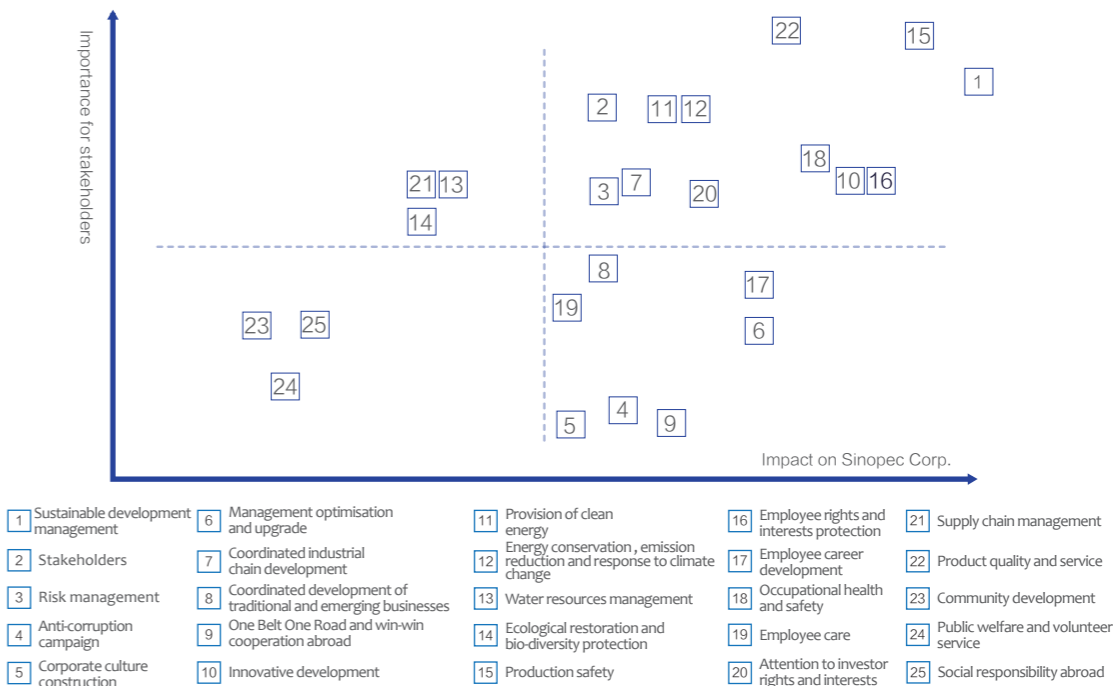 Importance for stakeholders
22
15
1
2
11
12
18
21
13
3
7
20
10
16
14
8
17
19
23
25
6
24
5
4
9
Impact on Sinopec Corp.
1 Sustainable development
management
2 Stakeholders
3 Risk management
4 Anti-corruption
campaign
5 Corporate culture
construction
6 Management optimisation
and upgrade
7 Coordinated industrial
chain development
8 Coordinated development of
traditional and emerging businesses
9 One Belt One Road and win-win
cooperation abroad
10 Innovative development
11 Provision of clean
energy
12 Energy conservation , emission
reduction and response to climate
change
13 Water resources management
14 Ecological restoration and
bio-diversity protection
15 Production safety
16 Employee rights and
interests protection
17 Employee career
development
18 Occupational health
and safety
19 Employee care
20 Attention to investor
rights and interests
21 Supply chain management
22 Product quality and service
23 Community development
24 Public welfare and volunteer
service
25 Social responsibility abroad